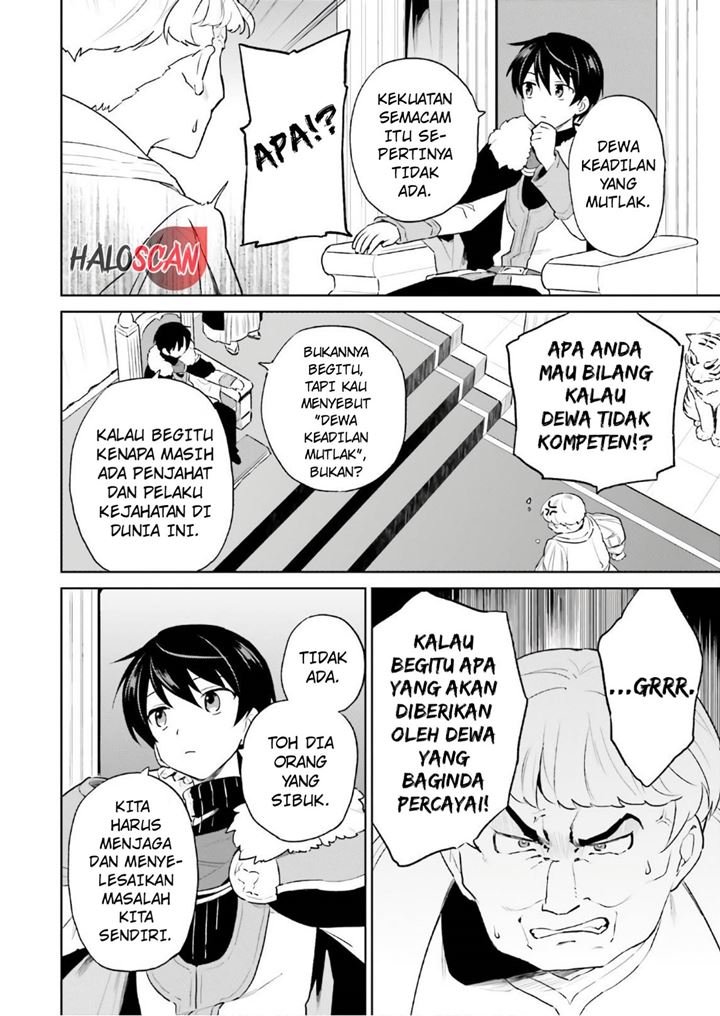 DEWA
KEADILAN
YANG
MUTLAK.
KEKUATAN
SEMACAM
ITU SE-
PERTINYA
TIDAK
ADA.
APA!?
HALOSCAN
APA ANDA
MAU BILANG
KALAU
DEWA TIDAK
KOMPETEN!?
BUKANNYA
BEGITU,
TAPI KAU
MENYEBUT
"DEWA
KEADILAN
MUTLAK",
BUKAN?
KALAU BEGITU
KENAPA MASIH
ADA PENJAHAT
DAN PELAKU
KEJAHATAN DI
DUNIA INI.
...GRRR.
KALAU
BEGITU APA
YANG AKAN
DIBERIKAN
OLEH DEWA
YANG
BAGINDA
PERCAYAI!
TIDAK
ADA.
TOH DIA
ORANG
YANG
SIBUK.
KITA
HARUS
MENJAGA
DAN MENYE-
LESAIKAN
MASALAH
KITA
SENDIRI.